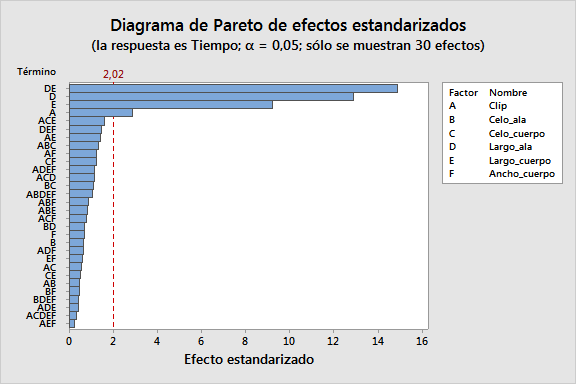 Diagrama de Pareto de efectos estandarizados
(la respuesta es Tiempo; α = 0,05; sólo se muestran 30 efectos)
Término
2,02
DE
D
E
A
ACE
DEF
AE
ABC
AF
CF
ADEF
ACD
BC
ABDEF
ABF
ABE
ACF
BD
F
B
ADF
EF
AC
CE
AB
BF
BDEF
ADE
ACDEF
AEF
0 2 4 6 8 10 12 14 16
Efecto estandarizado
Factor Nombre
A Clip
B Celo_ala
C Celo_cuerpo
D Largo_ala
E Largo_cuerpo
F Ancho_cuerpo